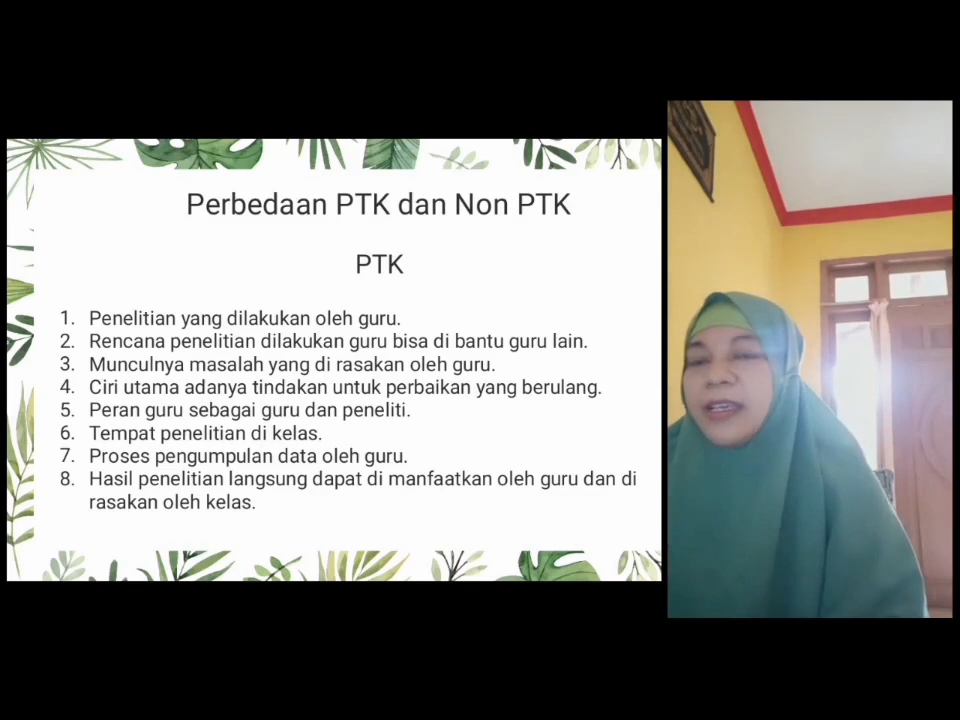 Perbedaan PTK dan Non PTK
PTK
1. Penelitian yang dilakukan oleh guru.
2. Rencana penelitian dilakukan guru bisa di bantu guru lain.
3. Munculnya masalah yang di rasakan oleh guru.
4. Ciri utama adanya tindakan untuk perbaikan yang berulang.
5. Peran guru sebagai guru dan peneliti.
6. Tempat penelitian di kelas.
7. Proses pengumpulan data oleh guru.
8. Hasil penelitian langsung dapat di manfaatkan oleh guru dan di
rasakan oleh kelas.